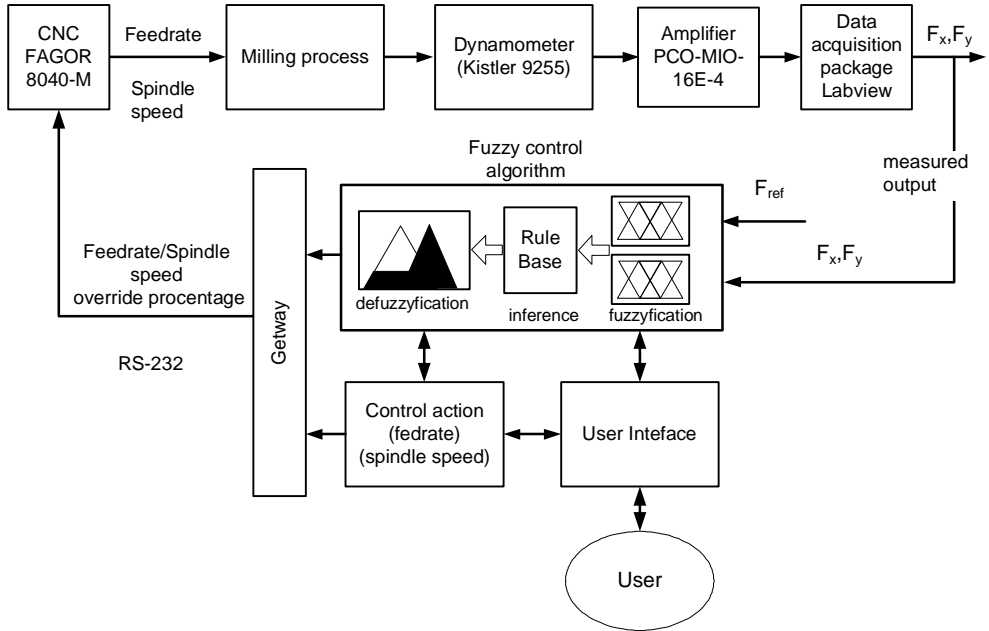 CNC
FAGOR
8040-M
Feedrate
Spindle
speed
Milling process
Dynamometer
(Kistler 9255)
Amplifier
PCO-MIO-
16E-4
Data
acquisition
package
Labview
Fx,Fy
measured
output
Fuzzy control
algorithm
Fref
Fx,Fy
Rule
Base
defuzzyfication
inference
fuzzyfication
Getway
Feedrate/Spindle
speed
override procentage
RS-232
Control action
(fedrate)
(spindle speed)
User Inteface
User